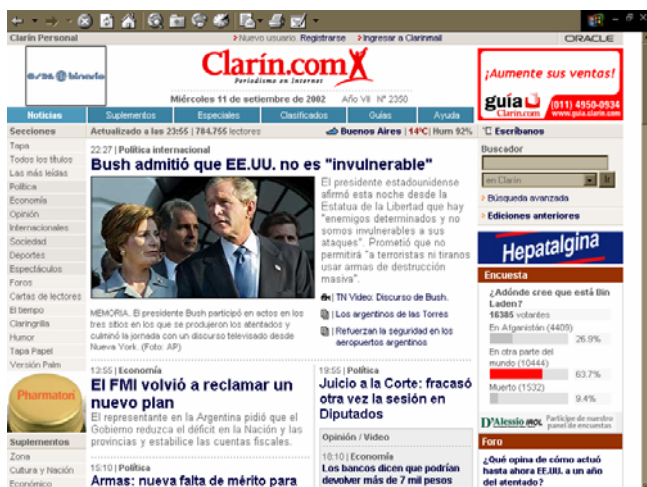 Clarín Personal
Nuevo usuario. Registrarse
Ingresar a Clarinmail
ORACLE
Clarín.com
Periodismo en Internet
Miércoles 11 de setiembre de 2002 Año VII Nº 2350
¡Aumente sus ventas!
guía
Clarín.com
(011) 4950-0934
www.guia.clarin.com
Noticias
Suplementos
Especiales
Clasificados
Guías
Ayuda
Secciones
Actualizado a las 23:55 | 784.755 lectores
Buenos Aires | 14ºC| Hum 92%
Escríbanos
Tapa
Todos los títulos
Las más leídas
Política
Economía
Opinión
Internacionales
Sociedad
Deportes
Espectáculos
Foros
Cartas de lectores
El tiempo
Claringrilla
Humor
Tapa Papel
Versión Palm
Pharmaton
Suplementos
Zona
Cultura y Nación
Económico
22:27 | Política internacional
Bush admitió que EE.UU. no es "invulnerable"
El presidente estadounidense
afirmó esta noche desde la
Estatua de la Libertad que hay
"enemigos determinados y no
somos invulnerables a sus
ataques". Prometió que no
permitirá "a terroristas ni tiranos
usar armas de destrucción
masiva".
| TN Video: Discurso de Bush.
| Los argentinos de las Torres
| Refuerzan la seguridad en los
aeropuertos argentinos
MEMORIA. El presidente Bush participó en actos en los
tres sitios en los que se produjeron los atentados y
culminó la jornada con un discurso televisado desde
Nueva York. (Foto: AP)
13:55 | Economía
El FMI volvió a reclamar un
nuevo plan
El representante en la Argentina pidió que el
Gobierno reduzca el déficit en la Nación y las
provincias y estabilice las cuentas fiscales.
15:10 | Política
Armas: nueva falta de mérito para
19:55 | Política
Juicio a la Corte: fracasó
otra vez la sesión en
Diputados
Opinión / Video
18:10 | Economía
Los bancos dicen que podrían
devolver más de 7 mil pesos
Buscador
en Clarín
Ir
Búsqueda avanzada
Ediciones anteriores
Hepatalgina
Encuesta
¿Adónde cree que está Bin
Laden?
16385 votantes
En Afganistán (4409)
26.9%
En otra parte del
mundo (10444)
63.7%
Muerto (1532)
9.4%
D'Alessio IROL
Participe de nuestro
panel de encuestas
Foro
¿Qué opina de cómo actuó
hasta ahora EE.UU. a un año
del atentado?